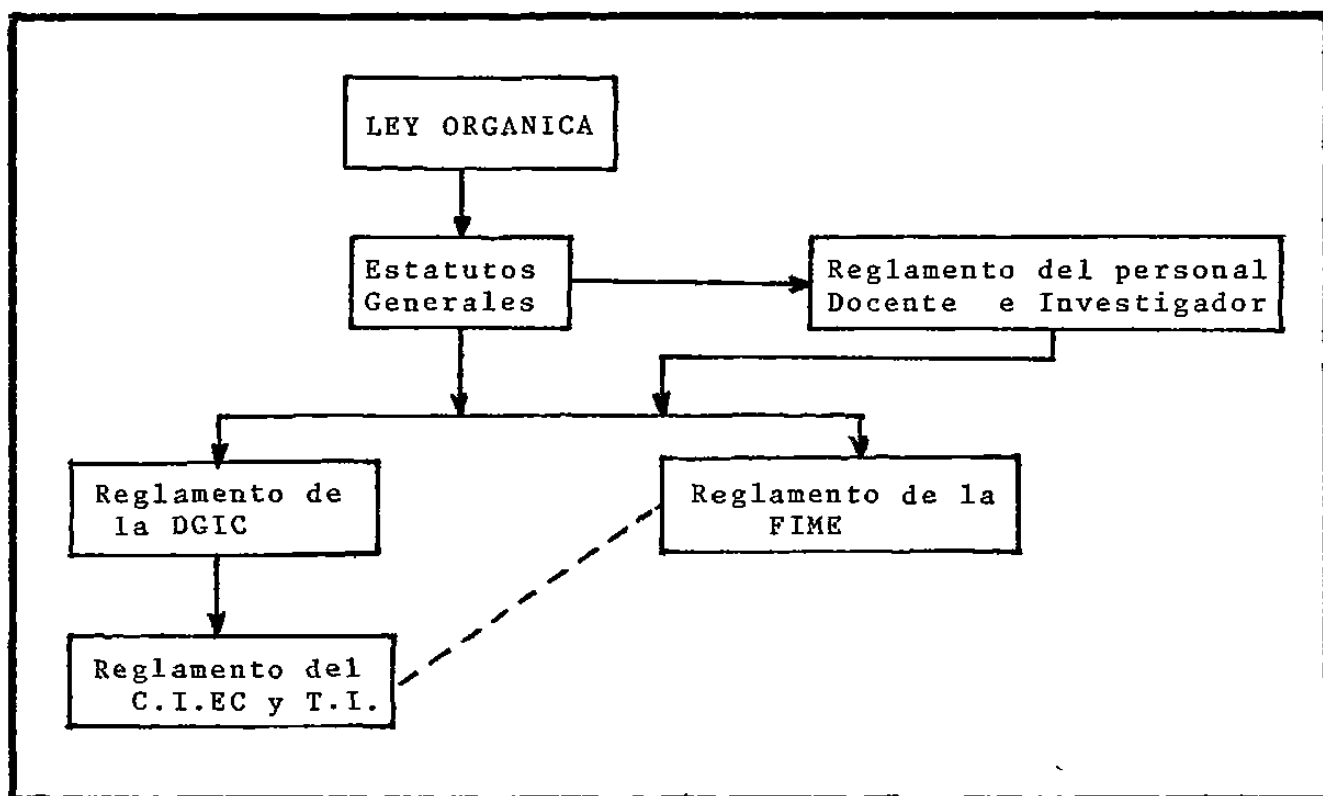 LEY ORGANICA
Estatutos
Generales
Reglamento del personal
Docente e Investigador
Reglamento de
la DGIC
Reglamento de la
FIME
Reglamento del
C.I.EC y T.I.